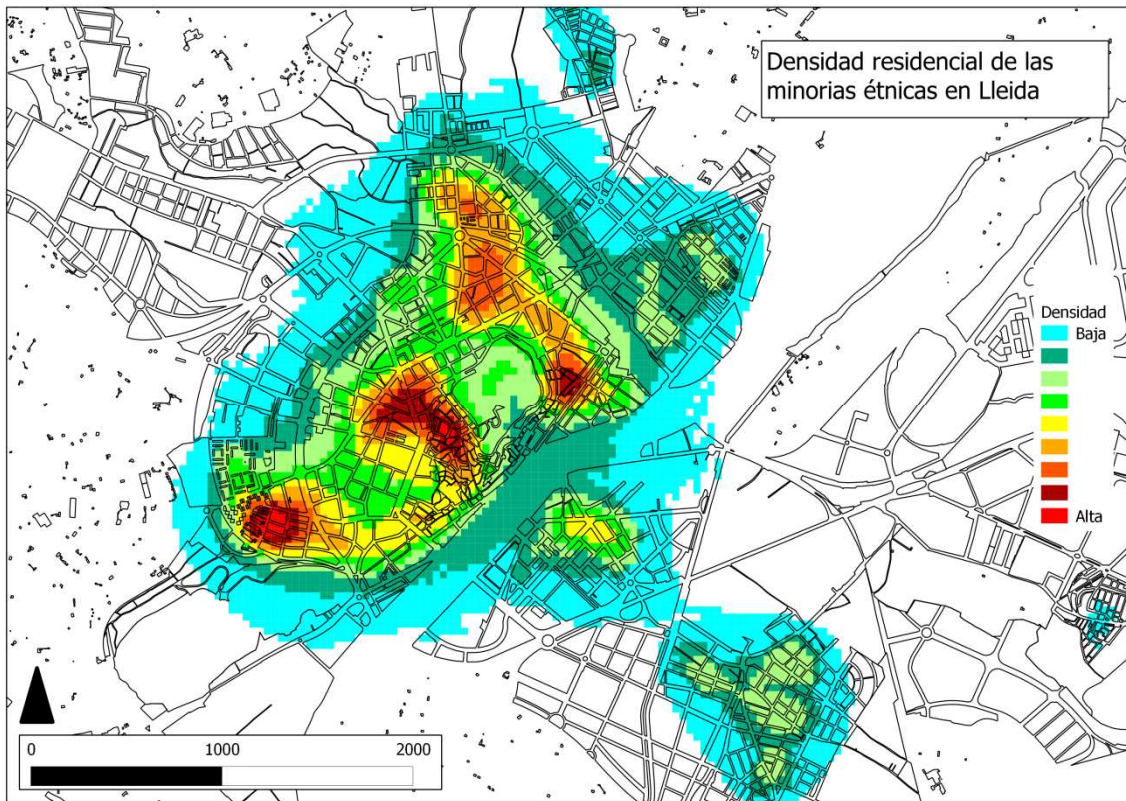 Densidad residencial de las
minorias étnicas en Lleida
Densidad
Baja
Alta
0 1000 2000